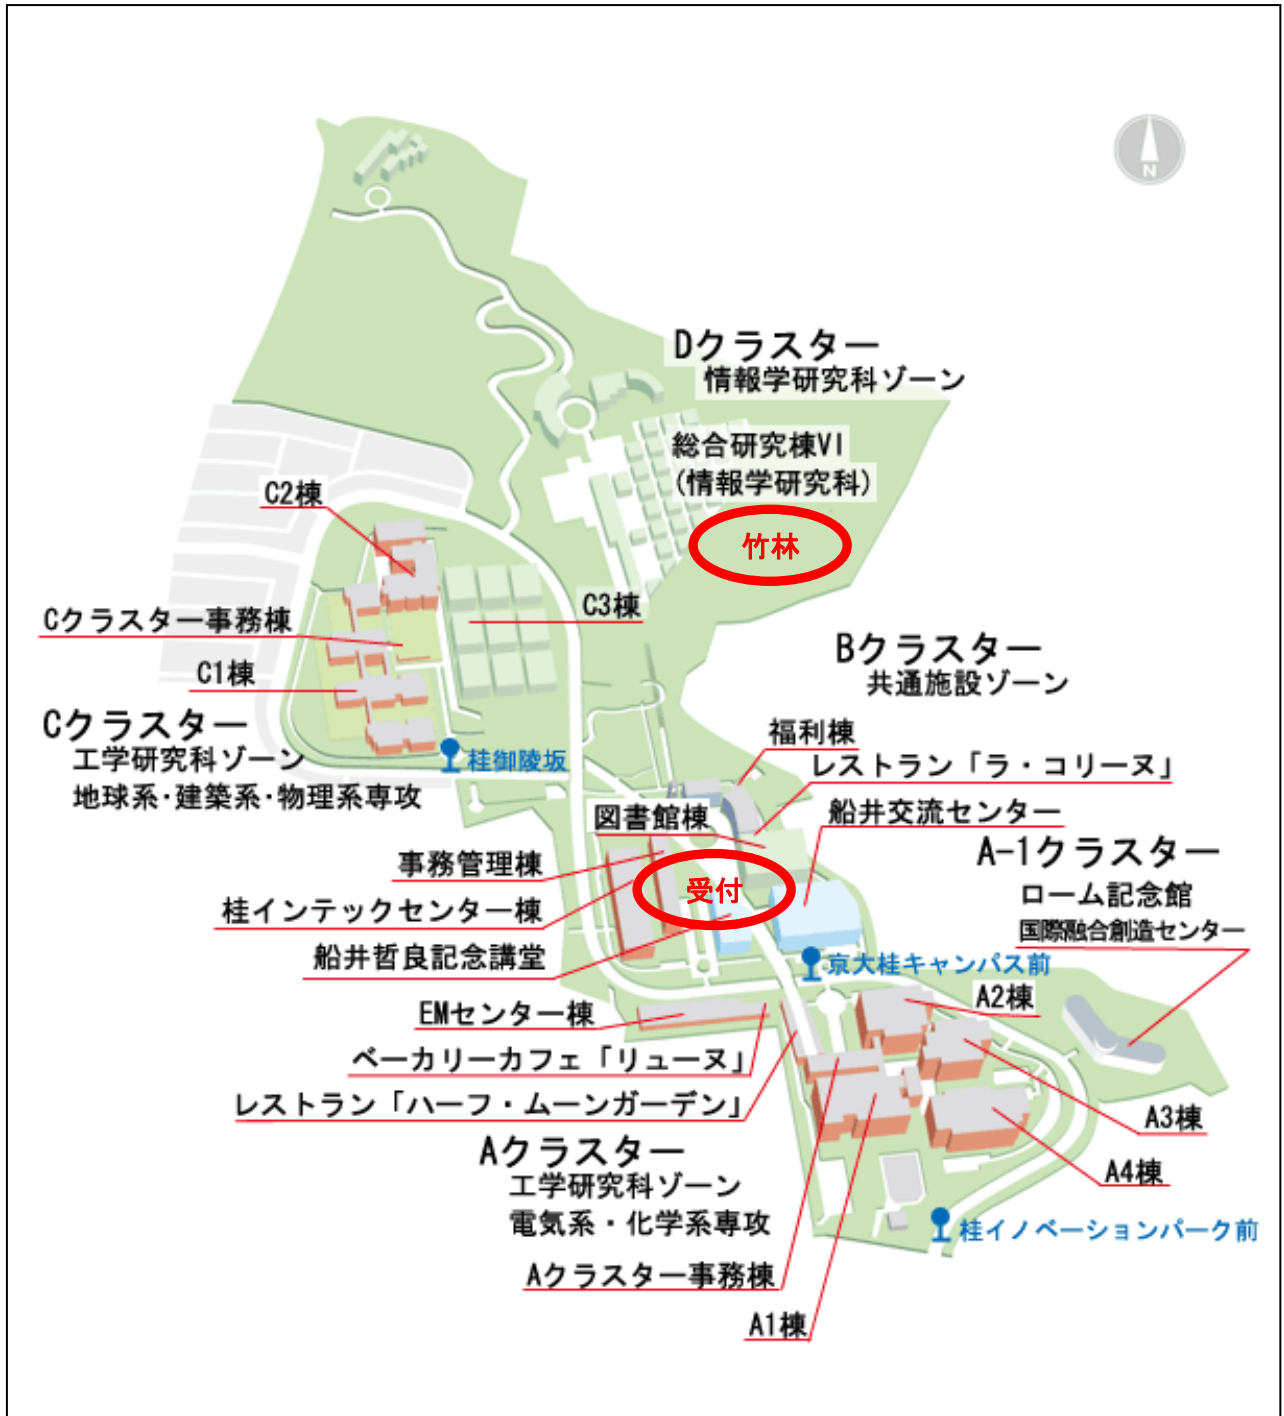 N
Dクラスター
情報学研究科ゾーン
総合研究棟VI
(情報学研究科)
竹林
C2棟
C3棟
Cクラスター事務棟
C1棟
Cクラスター
工学研究科ゾーン
地球系・建築系・物理系専攻
桂御陵坂
Bクラスター
共通施設ゾーン
福利棟
レストラン「ラ・コリーヌ」
図書館棟
船井交流センター
事務管理棟
受付
桂インテックセンター棟
船井哲良記念講堂
A-1クラスター
ローム記念館
国際融合創造センター
京大桂キャンパス前
EMセンター棟
A2棟
ベーカリーカフェ「リューヌ」
レストラン「ハーフ・ムーンガーデン」
A3棟
A4棟
Aクラスター
工学研究科ゾーン
電気系・化学系専攻
桂イノベーションパーク前
Aクラスター事務棟
A1棟